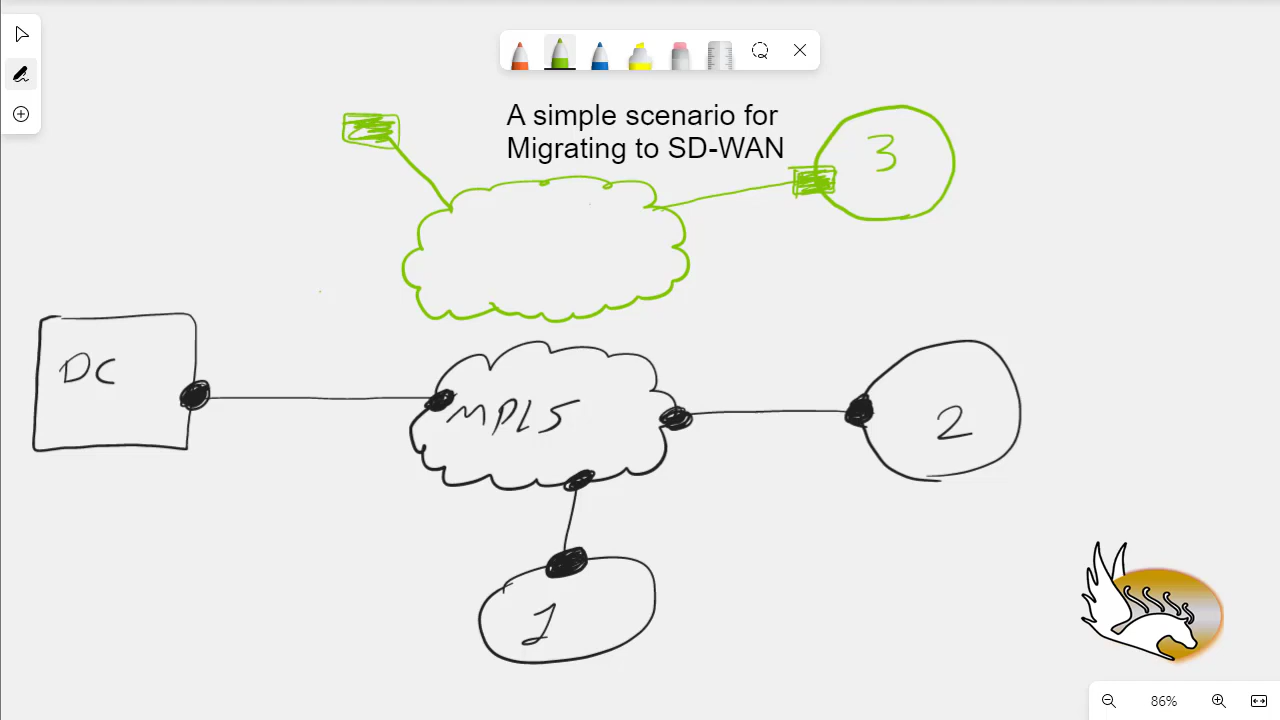 A simple scenario for
Migrating to SD-WAN
3
DC
MPLS
2
1
86%